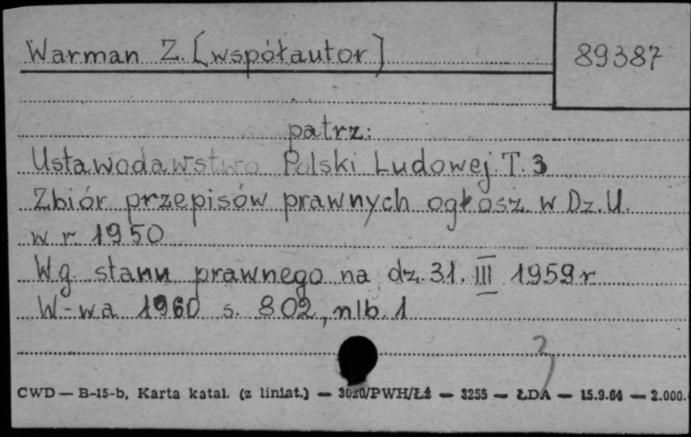 Warman Z. [współautor]
89387
patrz:
Ustawodawstwo Polski Ludowej. T. 3
Zbiór przepisów prawnych ogłosz. w Dz. U.
w r. 1950
Wg. stanu prawnego na dz. 31. III 1959 r
W-wa 1960 s. 802, nlb. 1
CWD — B-15-b, Karta katal. (z liniat.) — 3020/PWH/Łź — 3255 — ŁDA — 15.9.64 — 2.000.